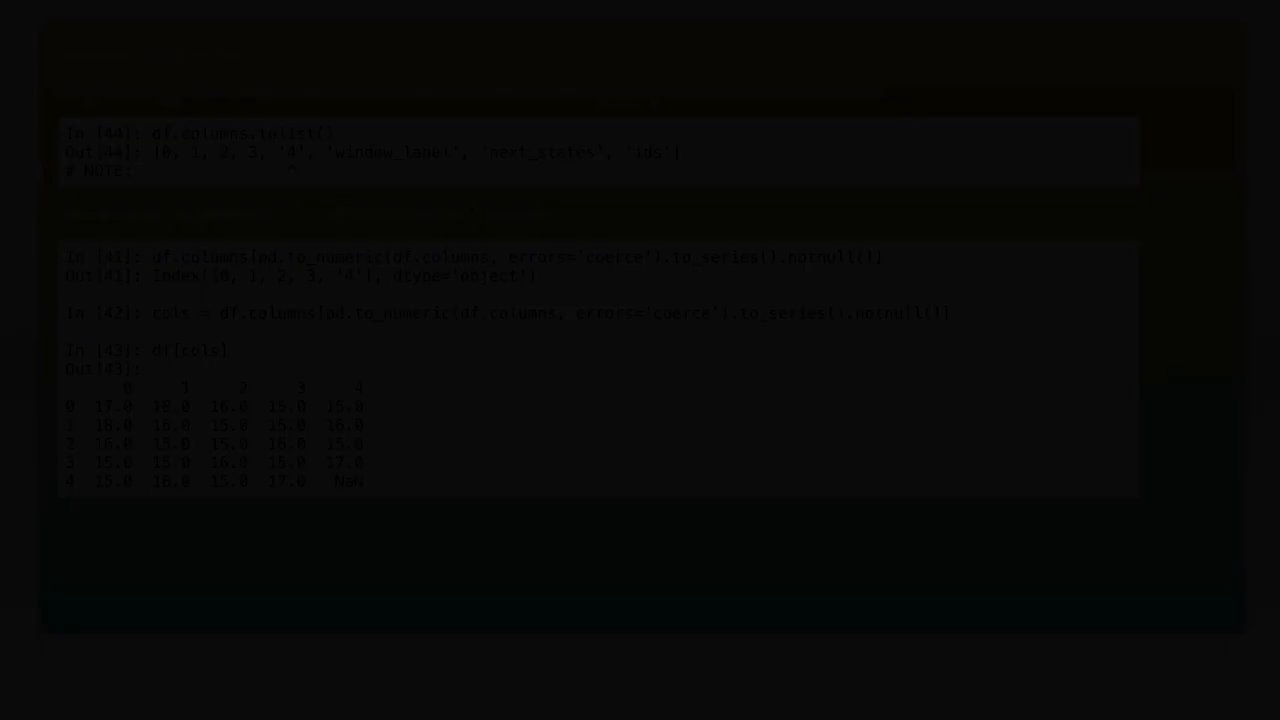 In [44]: df.columns.tolist()
Out[44]: [0, 1, 2, 3, '4', 'window_label', 'next_states', 'ids']
# NOTE:                 ^
In [41]: df.columns[pd.to_numeric(df.columns, errors='coerce').to_series().notnull()]
Out[41]: Index([0, 1, 2, 3, '4'], dtype='object')
In [42]: cols = df.columns[pd.to_numeric(df.columns, errors='coerce').to_series().notnull()]
In [43]: df[cols]
Out[43]:
      0     1     2     3     4
0  17.0  18.0  16.0  15.0  15.0
1  18.0  16.0  15.0  15.0  16.0
2  16.0  15.0  15.0  16.0  15.0
3  15.0  15.0  16.0  15.0  17.0
4  15.0  16.0  15.0  17.0   NaN